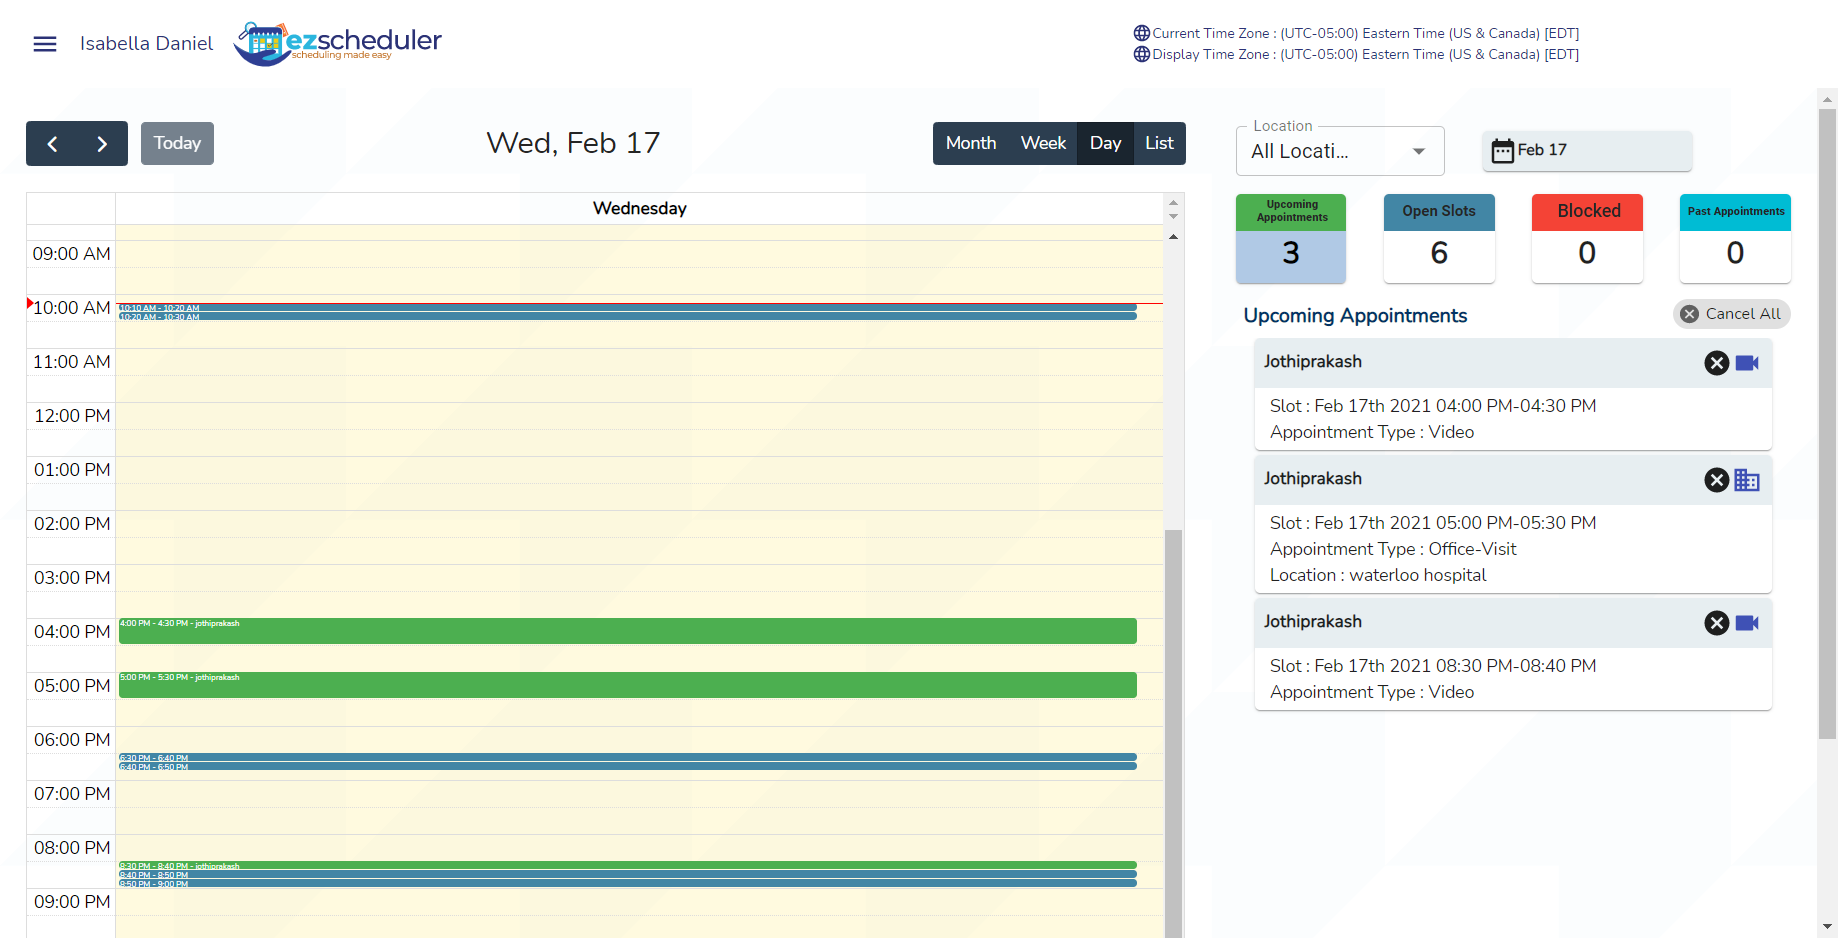 Isabella Daniel
ezscheduler
scheduling made easy
Current Time Zone : (UTC-05:00) Eastern Time (US & Canada) [EDT]
Display Time Zone : (UTC-05:00) Eastern Time (US & Canada) [EDT]
Today
Wed, Feb 17
Month Week Day List
Location
All Locati...
Feb 17
Wednesday
09:00 AM
10:00 AM
10:10 AM - 10:20 AM
10:20 AM - 10:30 AM
11:00 AM
12:00 PM
01:00 PM
02:00 PM
03:00 PM
04:00 PM
4:00 PM - 4:30 PM - jothiprakash
05:00 PM
5:00 PM - 5:30 PM - jothiprakash
06:00 PM
6:30 PM - 6:40 PM
6:40 PM - 6:50 PM
07:00 PM
08:00 PM
8:30 PM - 8:40 PM - jothiprakash
8:40 PM - 8:50 PM
8:50 PM - 9:00 PM
09:00 PM
Upcoming
Appointments
3
Open Slots
6
Blocked
0
Past Appointments
0
Upcoming Appointments
Cancel All
Jothiprakash
Slot : Feb 17th 2021 04:00 PM-04:30 PM
Appointment Type : Video
Jothiprakash
Slot : Feb 17th 2021 05:00 PM-05:30 PM
Appointment Type : Office-Visit
Location : waterloo hospital
Jothiprakash
Slot : Feb 17th 2021 08:30 PM-08:40 PM
Appointment Type : Video